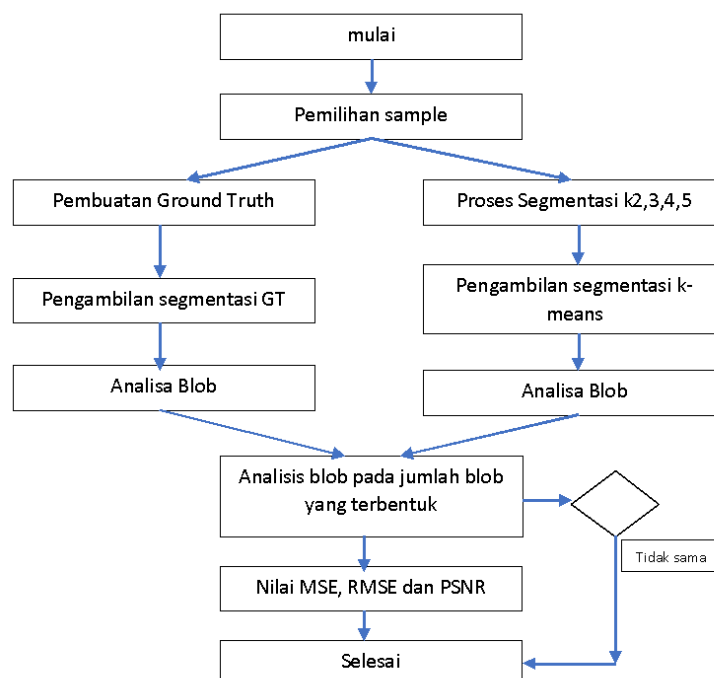 mulai
Pemilihan sample
Pembuatan Ground Truth
Proses Segmentasi k2,3,4,5
Pengambilan segmentasi GT
Pengambilan segmentasi k-
means
Analisa Blob
Analisa Blob
Analisis blob pada jumlah blob
yang terbentuk
Tidak sama
Nilai MSE, RMSE dan PSNR
Selesai